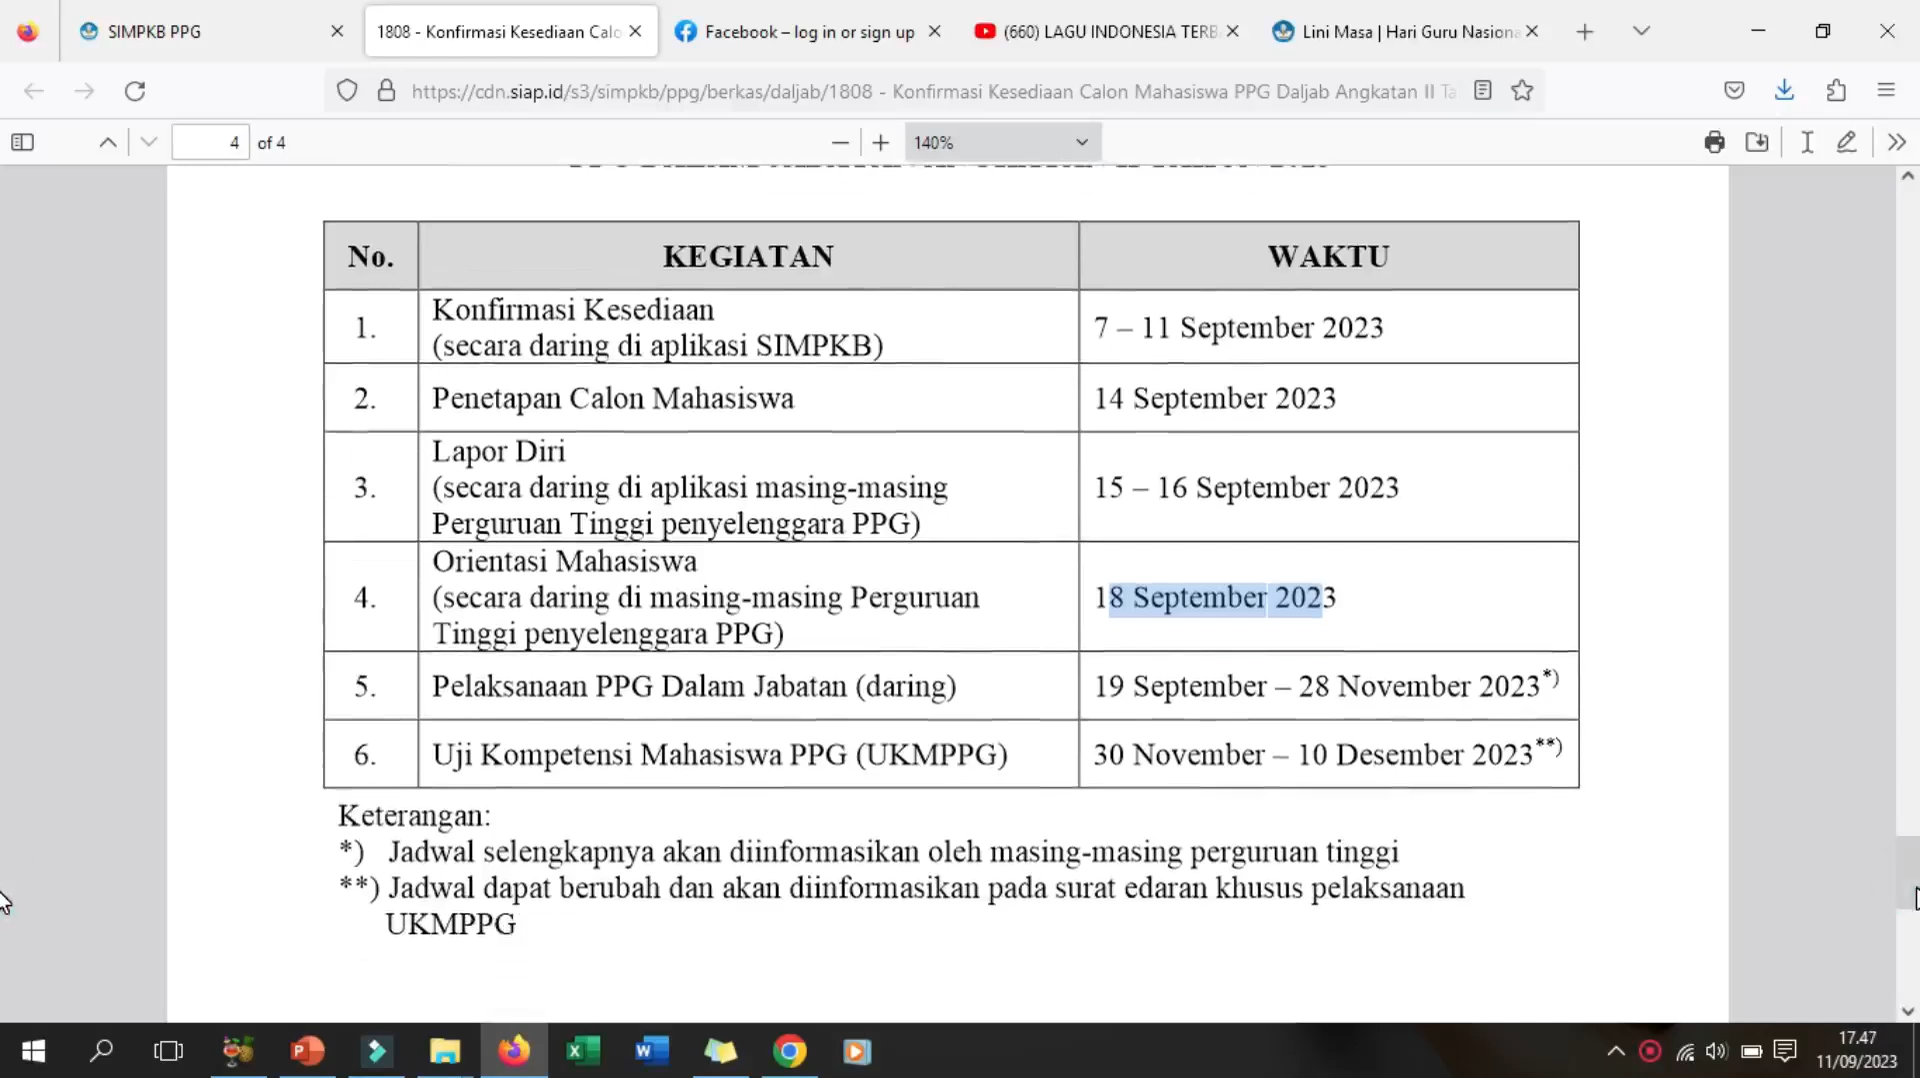 SIMPKB PPG
1808 - Konfirmasi Kesediaan Calo
Facebook – log in or sign up
(660) LAGU INDONESIA TERB
Lini Masa | Hari Guru Nasiona
https://cdn.siap.id/s3/simpkb/ppg/berkas/daljab/1808 - Konfirmasi Kesediaan Calon Mahasiswa PPG Daljab Angkatan II Ta
4 of 4
140%
No. KEGIATAN WAKTU
1. Konfirmasi Kesediaan
(secara daring di aplikasi SIMPKB)
7 – 11 September 2023
2. Penetapan Calon Mahasiswa 14 September 2023
3. Lapor Diri
(secara daring di aplikasi masing-masing
Perguruan Tinggi penyelenggara PPG)
15 – 16 September 2023
4. Orientasi Mahasiswa
(secara daring di masing-masing Perguruan
Tinggi penyelenggara PPG)
18 September 2023
5. Pelaksanaan PPG Dalam Jabatan (daring) 19 September – 28 November 2023*)
6. Uji Kompetensi Mahasiswa PPG (UKMPPG) 30 November – 10 Desember 2023**)
Keterangan:
*) Jadwal selengkapnya akan diinformasikan oleh masing-masing perguruan tinggi
**) Jadwal dapat berubah dan akan diinformasikan pada surat edaran khusus pelaksanaan
UKMPPG
17.47
11/09/2023